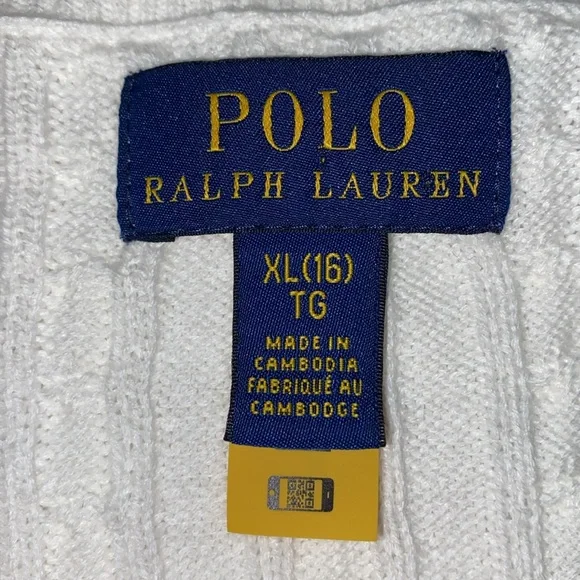 POLO
RALPH LAUREN
XL(16)
TG
MADE IN
CAMBODIA
FABRIQUÉ AU
CAMBODGE